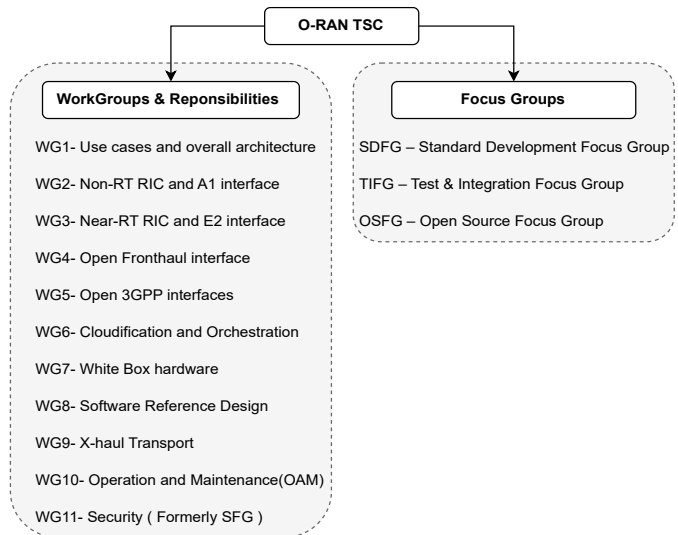 O-RAN TSC
WorkGroups & Reponsibilities
WG1- Use cases and overall architecture
WG2- Non-RT RIC and A1 interface
WG3- Near-RT RIC and E2 interface
WG4- Open Fronthaul interface
WG5- Open 3GPP interfaces
WG6- Cloudification and Orchestration
WG7- White Box hardware
WG8- Software Reference Design
WG9- X-haul Transport
WG10- Operation and Maintenance(OAM)
WG11- Security ( Formerly SFG )
Focus Groups
SDFG – Standard Development Focus Group
TIFG – Test & Integration Focus Group
OSFG – Open Source Focus Group